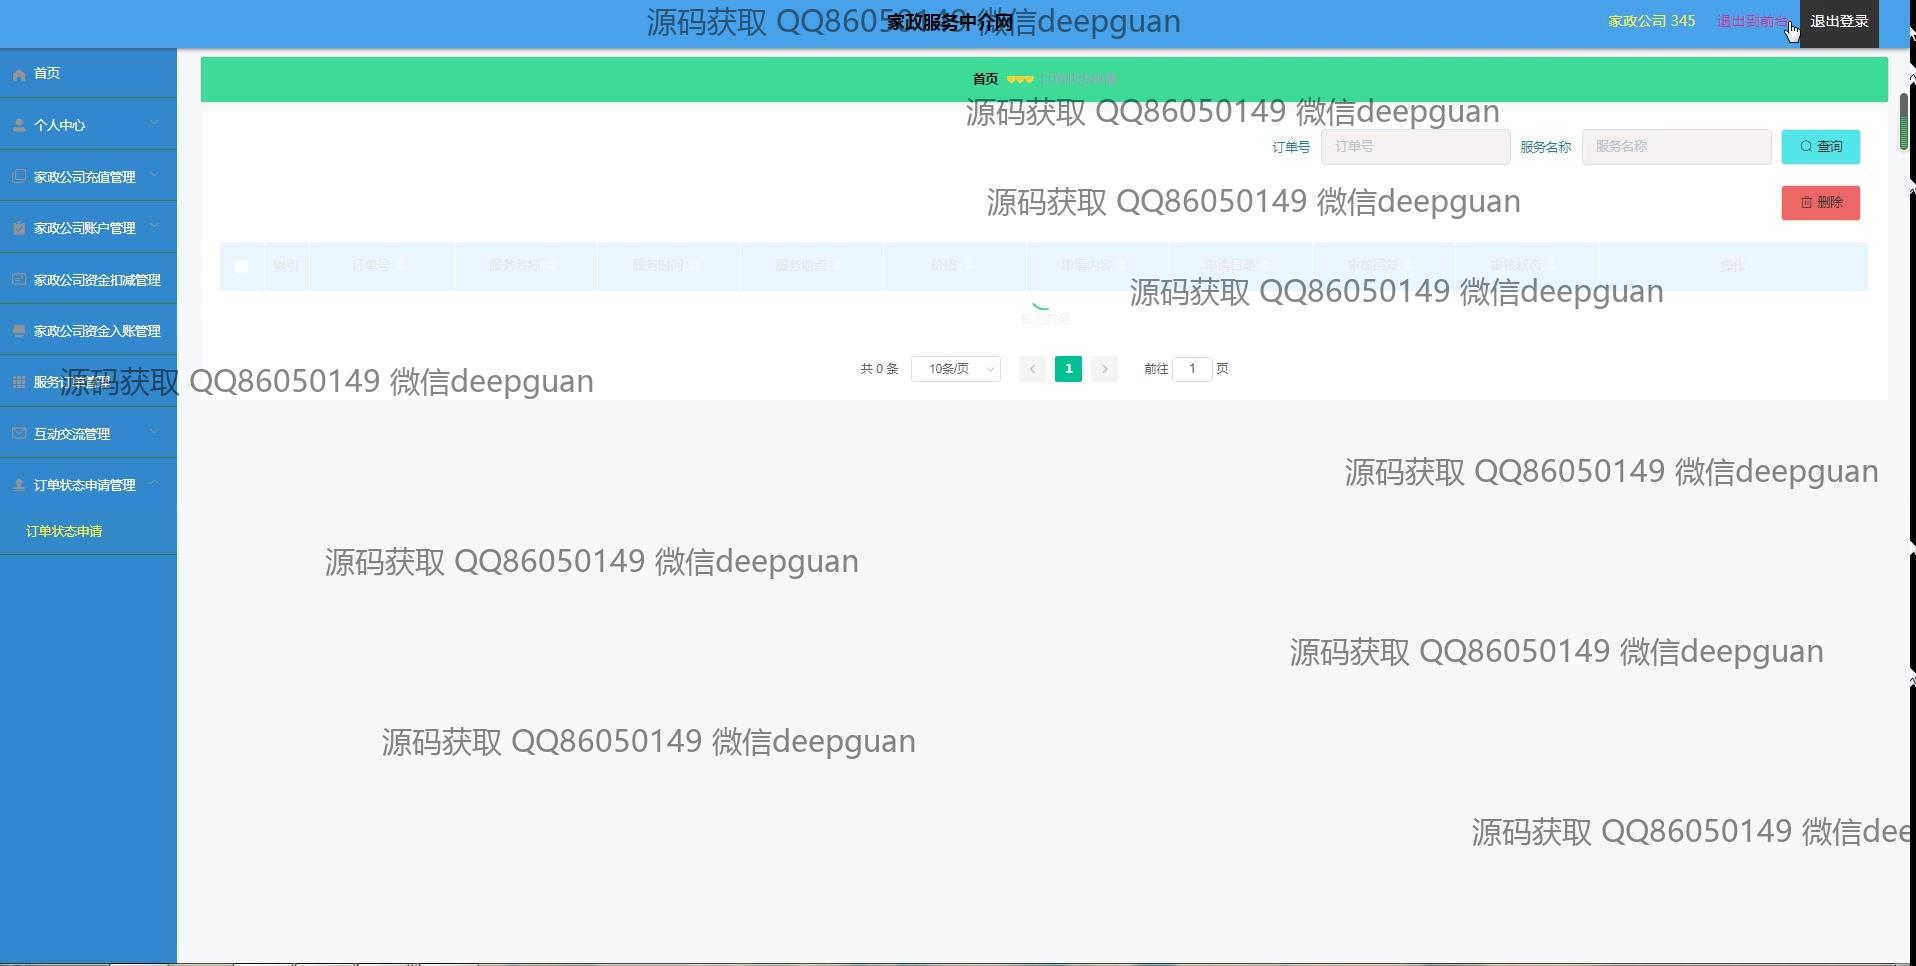 源码获取 QQ86050149 微信deepguan
家政服务中介网
家政公司 345
退出到前台
退出登录
首页
个人中心
家政公司充值管理
家政公司账户管理
家政公司资金扣减管理
家政公司资金入账管理
服务订单管理
互动交流管理
订单状态申请管理
订单状态申请
首页
订单状态申请
源码获取 QQ86050149 微信deepguan
订单号 订单号 服务名称 服务名称 查询
源码获取 QQ86050149 微信deepguan
删除
索引 订单号 服务名称 服务时间 服务地点 价格 申请内容 申请日期 审核回复 审核状态 操作
源码获取 QQ86050149 微信deepguan
暂无数据
共 0 条 10条/页 1 前往 1 页
源码获取 QQ86050149 微信deepguan
源码获取 QQ86050149 微信deepguan
源码获取 QQ86050149 微信deepguan
源码获取 QQ86050149 微信deepguan
源码获取 QQ86050149 微信deepguan
源码获取 QQ86050149 微信dee